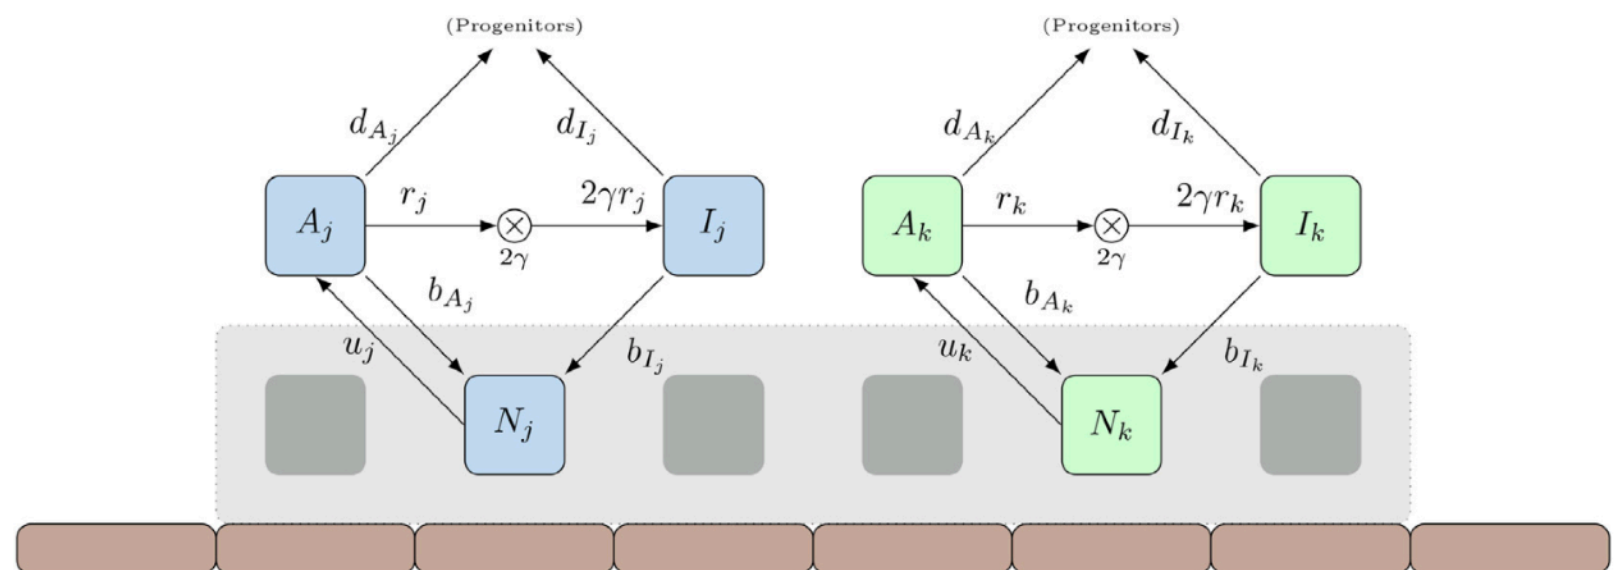 (Progenitors) (Progenitors)
d_{A_j} d_{I_j} d_{A_k} d_{I_k}
r_j 2γr_j r_k 2γr_k
A_j I_j A_k I_k
2γ 2γ
b_{A_j} b_{A_k}
u_j b_{I_j} u_k b_{I_k}
N_j N_k